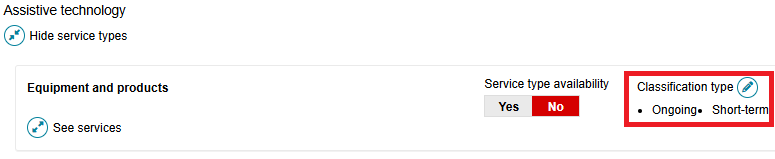 Assistive technology
Hide service types
Equipment and products
Service type availability
Yes No
Classification type
Ongoing Short-term
See services